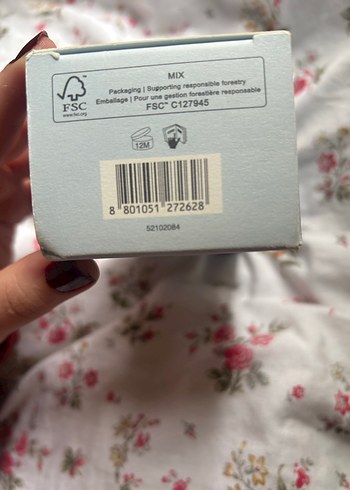 MIX
Packaging | Supporting responsible forestry
Emballage | Pour une gestion forestière responsable
FSC™ C127945
FSC
www.fsc.org
12M
8 801051 272628
52102084